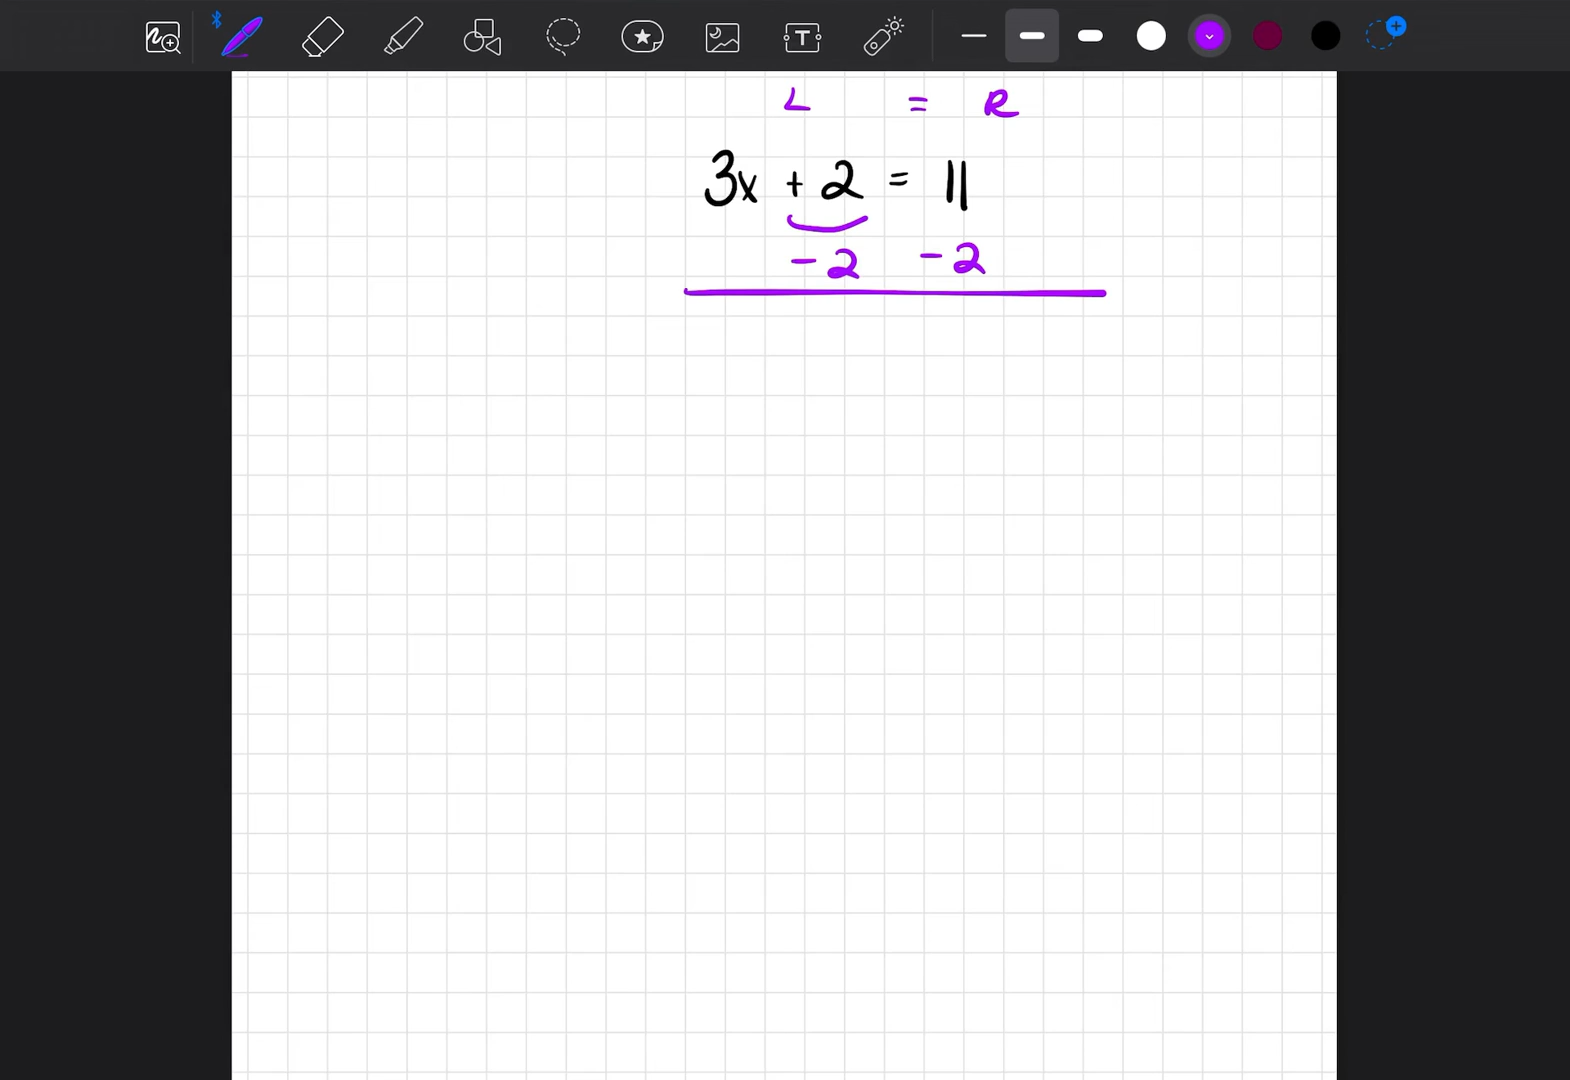 L = R
3x + 2 = 11
- 2 - 2